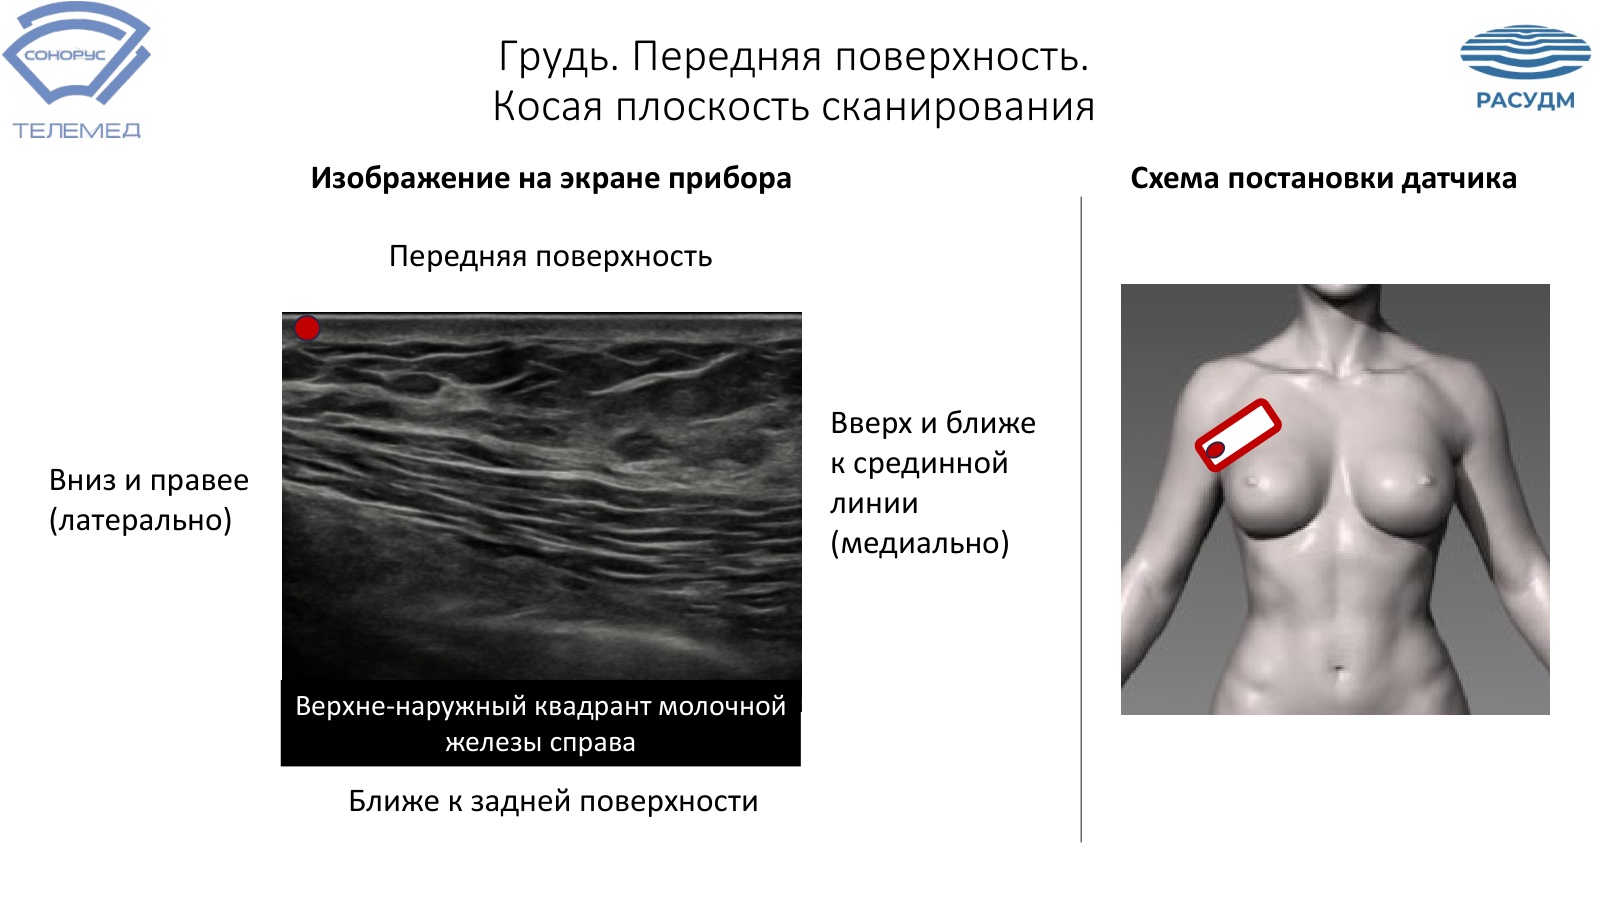 СОНОРУС
ТЕЛЕМЕД
Грудь. Передняя поверхность.
Косая плоскость сканирования
РАСУДМ
Изображение на экране прибора
Схема постановки датчика
Передняя поверхность
Вниз и правее
(латерально)
Вверх и ближе
к срединной
линии
(медиально)
Верхне-наружный квадрант молочной
железы справа
Ближе к задней поверхности